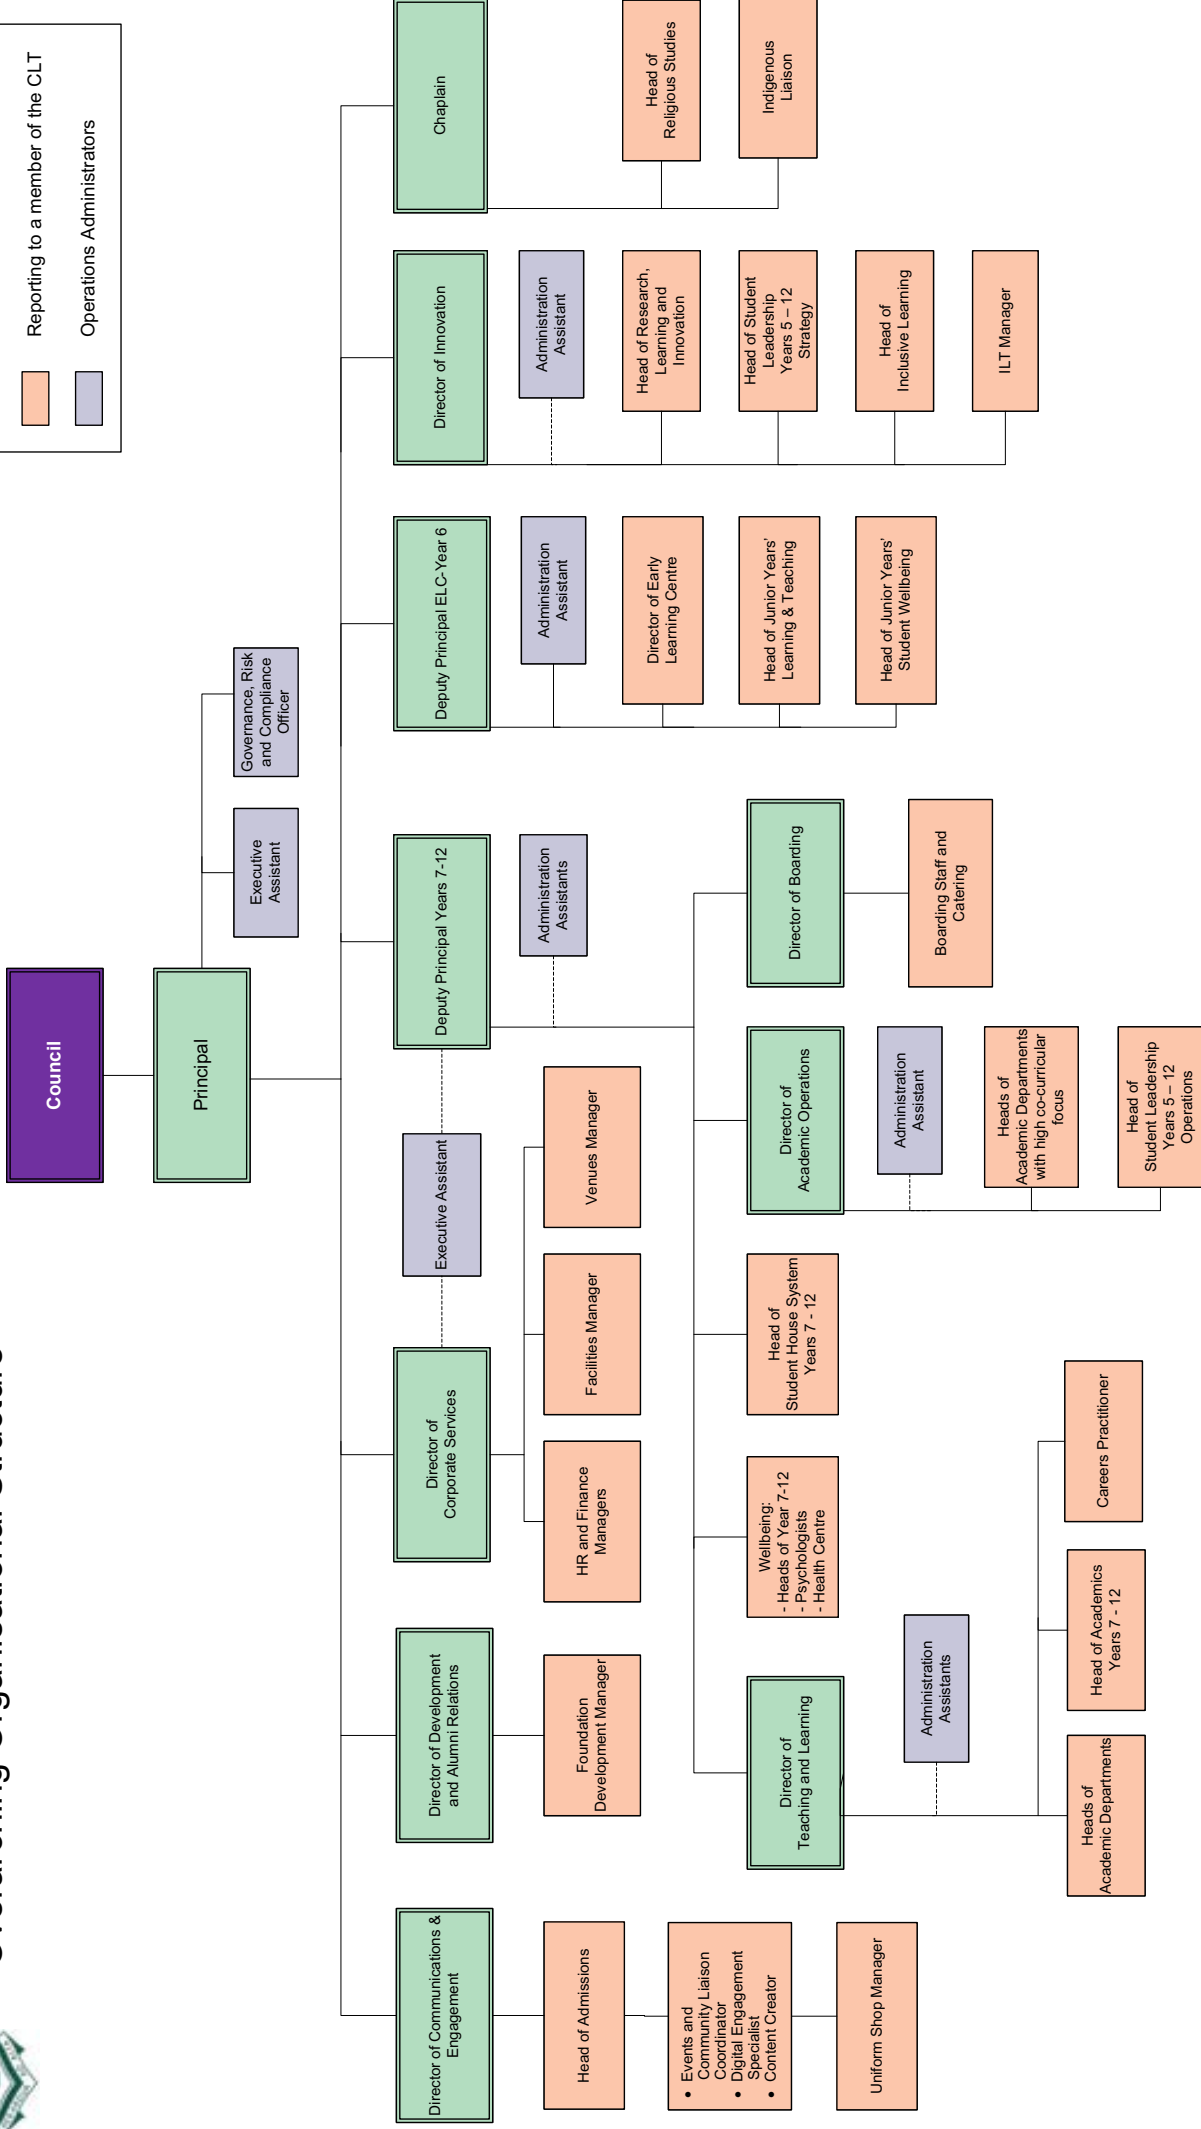 Overarching Organisational Structure
Reporting to a member of the CLT
Operations Administrators
Council
Principal
Executive
Assistant
Governance, Risk
and Compliance
Officer
Director of Communications &
Engagement
Director of Development
and Alumni Relations
Director of
Corporate Services
Executive Assistant
Deputy Principal Years 7-12
Deputy Principal ELC-Year 6
Director of Innovation
Chaplain
Head of Admissions
• Events and
Community Liaison
Coordinator
• Digital Engagement
Specialist
• Content Creator
Uniform Shop Manager
Foundation
Development Manager
HR and Finance
Managers
Facilities Manager
Venues Manager
Administration
Assistants
Director of
Teaching and Learning
Administration
Assistants
Heads of
Academic Departments
Head of Academics
Years 7 - 12
Careers Practitioner
Wellbeing:
- Heads of Year 7-12
- Psychologists
- Health Centre
Head of
Student House System
Years 7 - 12
Director of
Academic Operations
Administration
Assistant
Heads of
Academic Departments
with high co-curricular
focus
Head of
Student Leadership
Years 5 – 12
Operations
Director of Boarding
Boarding Staff and
Catering
Administration
Assistant
Director of Early
Learning Centre
Head of Junior Years'
Learning & Teaching
Head of Junior Years'
Student Wellbeing
Administration
Assistant
Head of Research,
Learning and
Innovation
Head of Student
Leadership
Years 5 – 12
Strategy
Head of
Inclusive Learning
ILT Manager
Head of
Religious Studies
Indigenous
Liaison